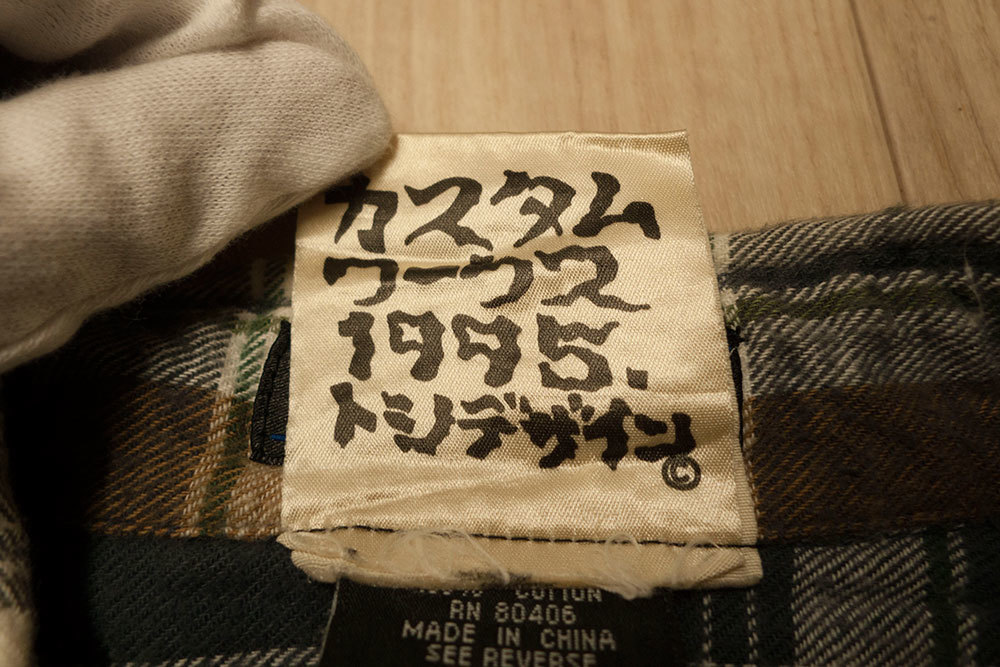 カスタム
ワークス
1995.
トシデザイン
©
COTTON
RN 80406
MADE IN CHINA
SEE REVERSE